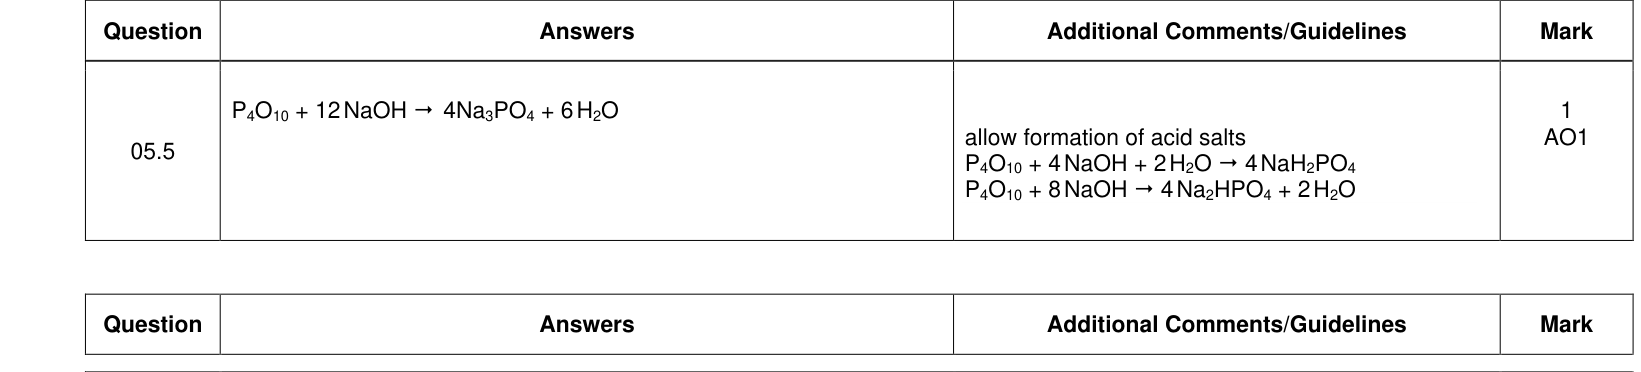 Question Answers Additional Comments/Guidelines Mark
05.5
P₄O₁₀ + 12 NaOH → 4Na₃PO₄ + 6 H₂O
allow formation of acid salts
P₄O₁₀ + 4 NaOH + 2 H₂O → 4 NaH₂PO₄
P₄O₁₀ + 8 NaOH → 4 Na₂HPO₄ + 2 H₂O
1
AO1
Question Answers Additional Comments/Guidelines Mark